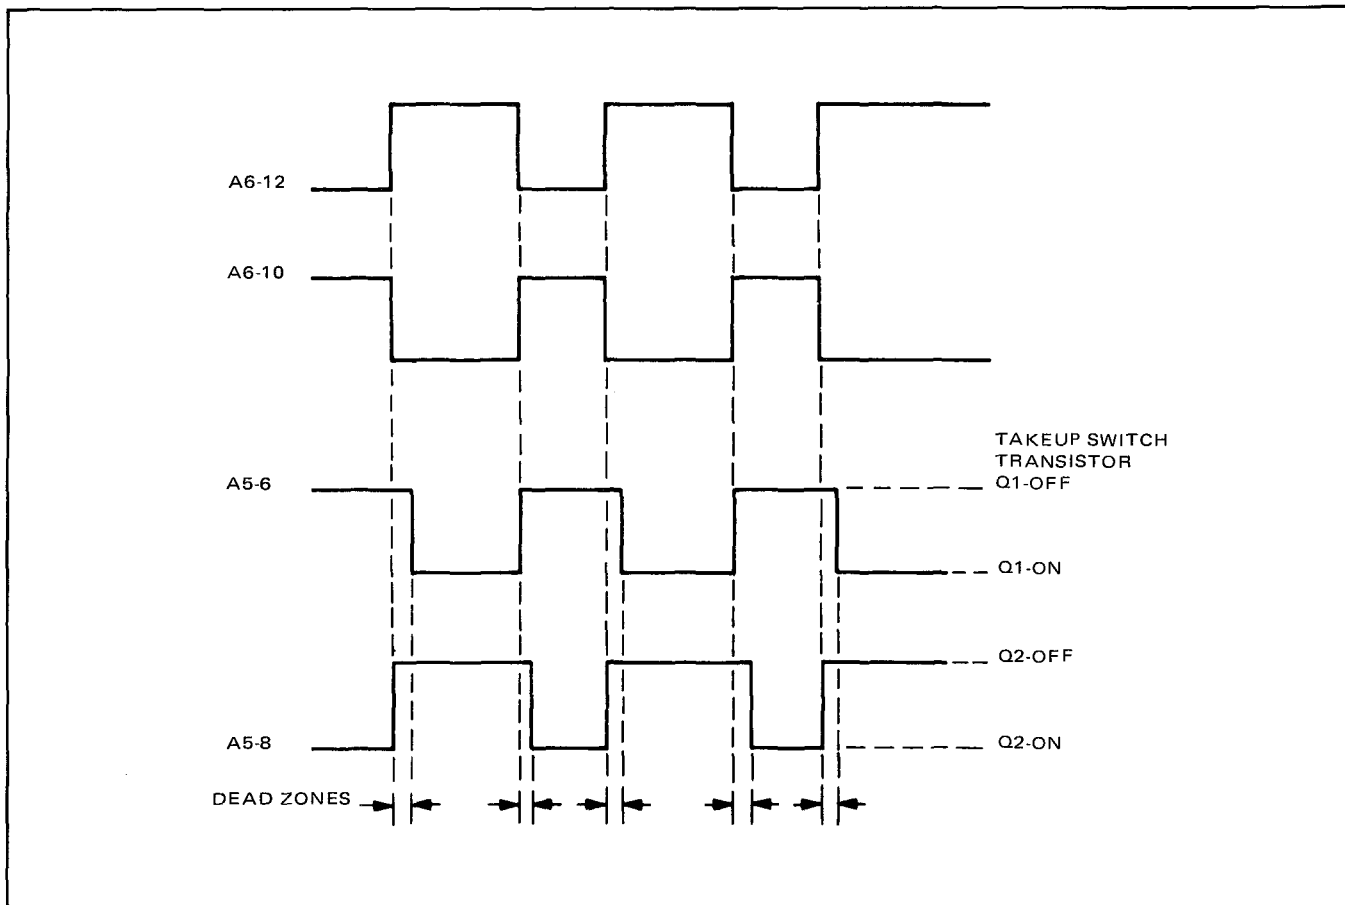 A6-12
A6-10
TAKEUP SWITCH
TRANSISTOR
A5-6
Q1-OFF
Q1-ON
Q2-OFF
A5-8
Q2-ON
DEAD ZONES